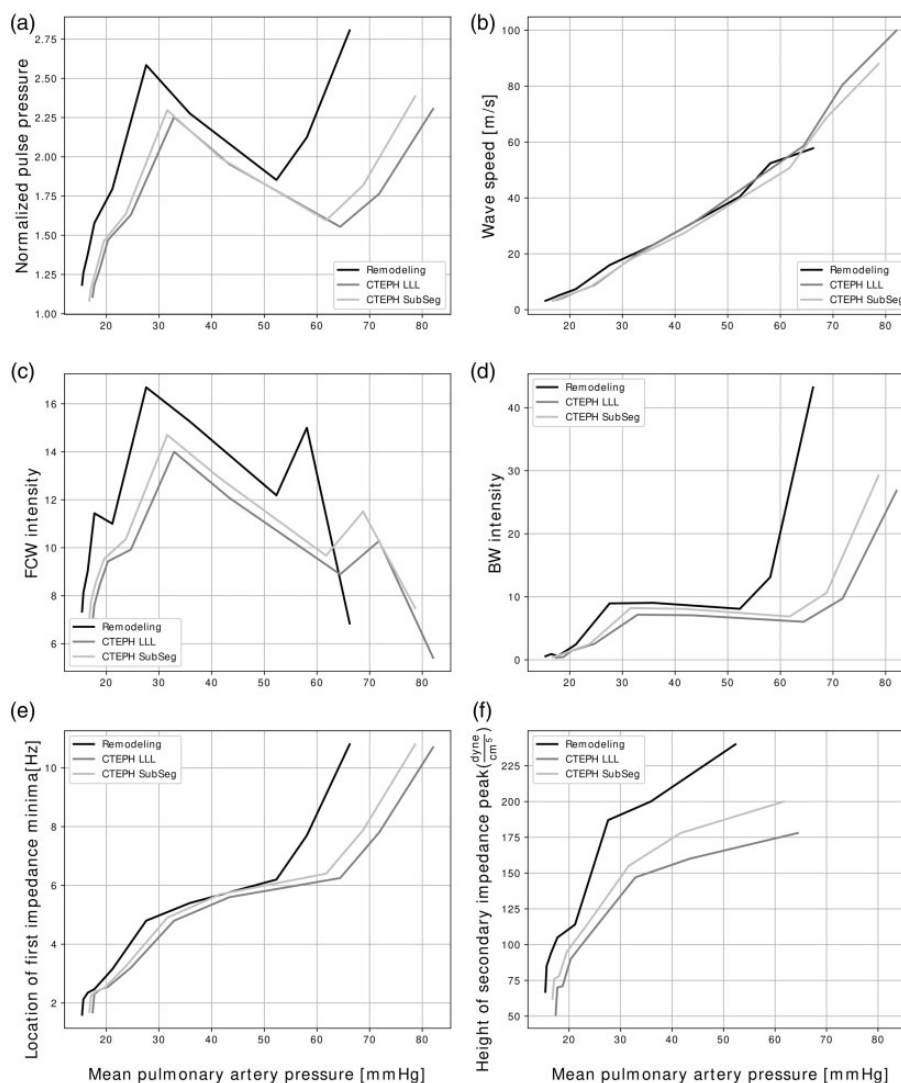 (a)
Normalized pulse pressure
2.75
2.50
2.25
2.00
1.75
1.50
1.25
1.00
Remodeling
CTEPH LLL
CTEPH SubSeg
20 30 40 50 60 70 80
(b)
Wave speed [m/s]
100
80
60
40
20
0
Remodeling
CTEPH LLL
CTEPH SubSeg
20 30 40 50 60 70 80
(c)
FCW intensity
16
14
12
10
8
6
Remodeling
CTEPH LLL
CTEPH SubSeg
20 30 40 50 60 70 80
(d)
BW intensity
40
30
20
10
0
Remodeling
CTEPH LLL
CTEPH SubSeg
20 30 40 50 60 70 80
(e)
Location of first impedance minima[Hz]
10
8
6
4
2
Remodeling
CTEPH LLL
CTEPH SubSeg
20 30 40 50 60 70 80
Mean pulmonary artery pressure [mmHg]
(f)
Height of secondary impedance peak(dyne/cm⁵)
225
200
175
150
125
100
75
50
Remodeling
CTEPH LLL
CTEPH SubSeg
20 30 40 50 60 70 80
Mean pulmonary artery pressure [mmHg]